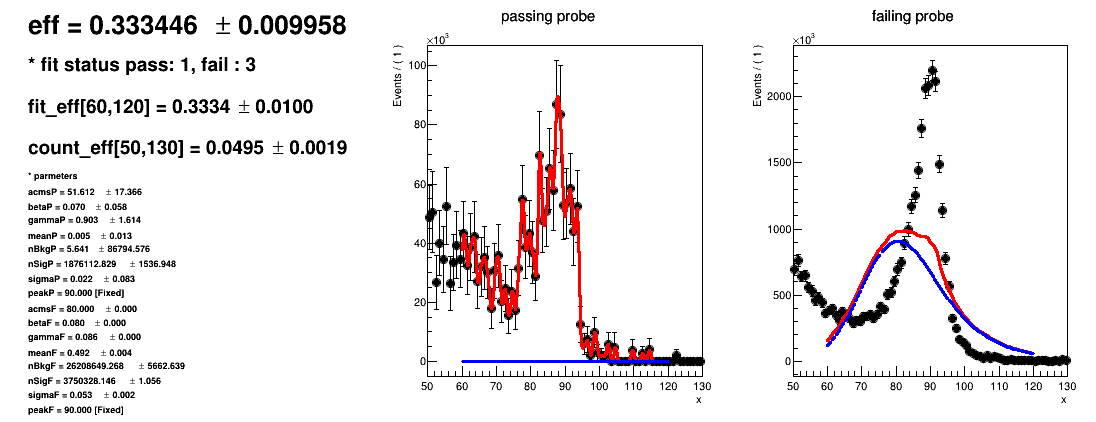 eff = 0.333446 ± 0.009958
* fit status pass: 1, fail : 3
fit_eff[60,120] = 0.3334 ± 0.0100
count_eff[50,130] = 0.0495 ± 0.0019
* parmeters
acmsP = 51.612 ± 17.366
betaP = 0.070 ± 0.058
gammaP = 0.903 ± 1.614
meanP = 0.005 ± 0.013
nBkgP = 5.641 ± 86794.576
nSigP = 1876112.829 ± 1536.948
sigmaP = 0.022 ± 0.083
peakP = 90.000 [Fixed]
acmsF = 80.000 ± 0.000
betaF = 0.080 ± 0.000
gammaF = 0.086 ± 0.000
meanF = 0.492 ± 0.004
nBkgF = 26208649.268 ± 5662.639
nSigF = 3750328.146 ± 1.056
sigmaF = 0.053 ± 0.002
peakF = 90.000 [Fixed]
passing probe
×10³
Events / ( 1 )
100
80
60
40
20
0
50 60 70 80 90 100 110 120 130
x
failing probe
×10³
Events / ( 1 )
2000
1500
1000
500
0
50 60 70 80 90 100 110 120 130
x